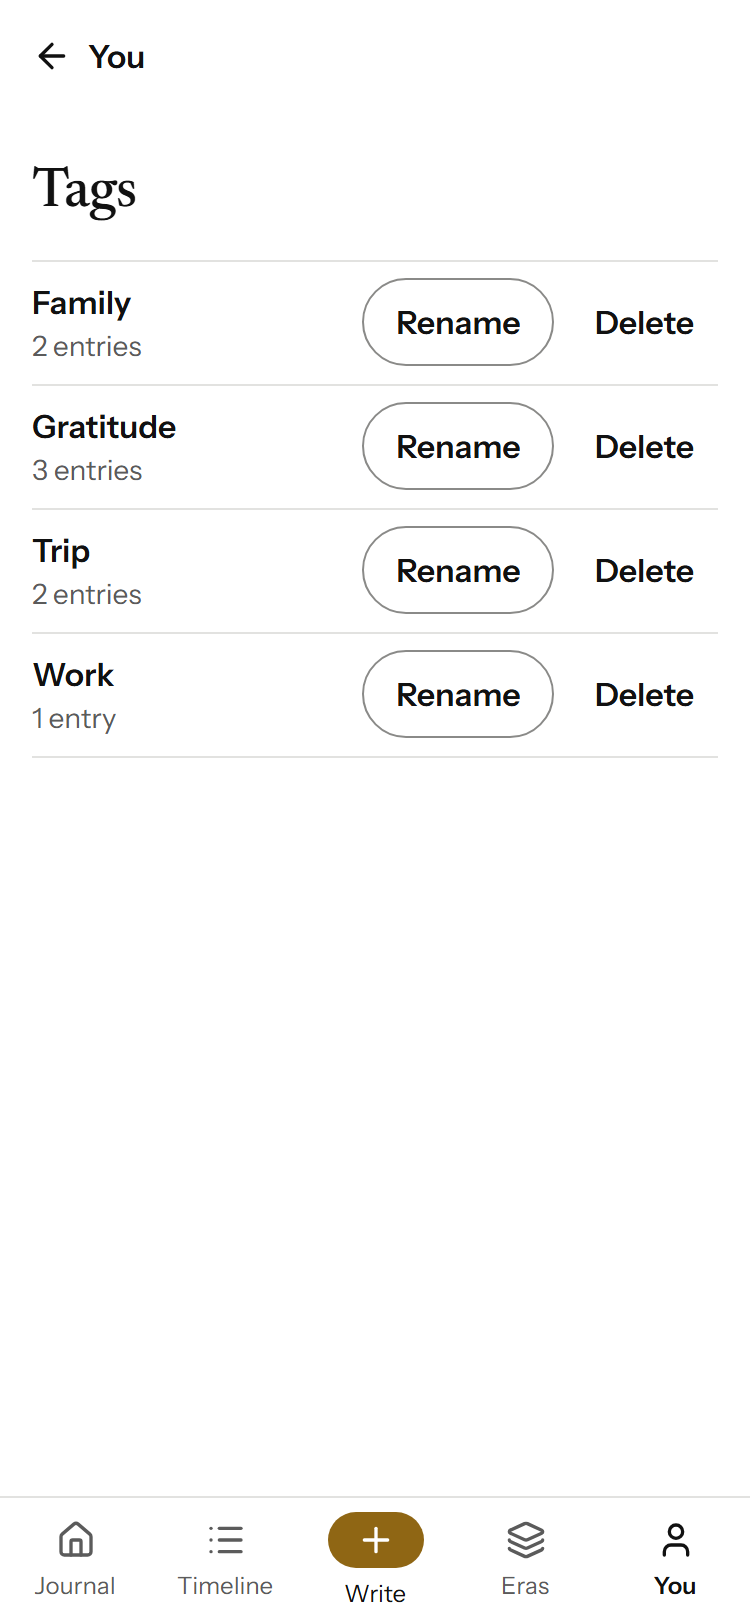 You
Tags
Family
2 entries
Rename
Delete
Gratitude
3 entries
Rename
Delete
Trip
2 entries
Rename
Delete
Work
1 entry
Rename
Delete
Journal
Timeline
Write
Eras
You